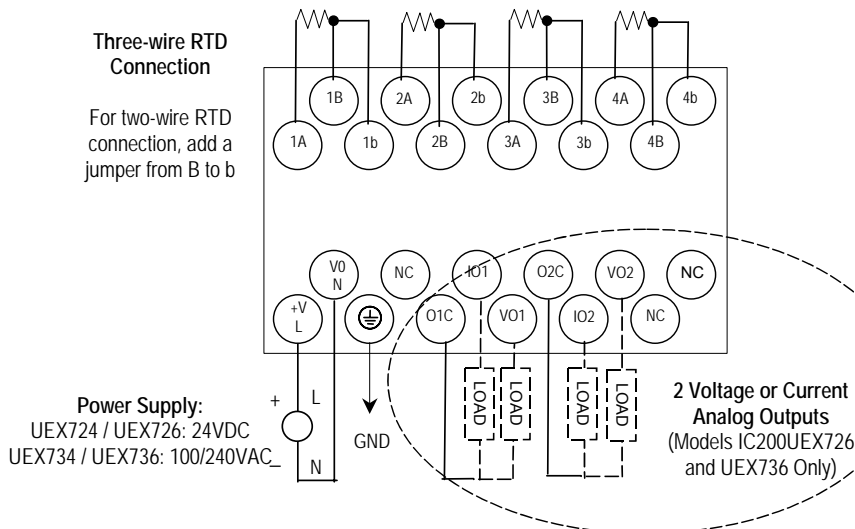 Three-wire RTD
Connection
For two-wire RTD
connection, add a
jumper from B to b
1B 2A 2b 3B 4A 4b
1A 1b 2B 3A 3b 4B
V0
N
NC IO1 O2C VO2 NC
+V
L
O1C VO1 IO2 NC
LOAD LOAD LOAD LOAD
+ L
_ N
GND
Power Supply:
UEX724 / UEX726: 24VDC
UEX734 / UEX736: 100/240VAC
2 Voltage or Current
Analog Outputs
(Models IC200UEX726
and UEX736 Only)